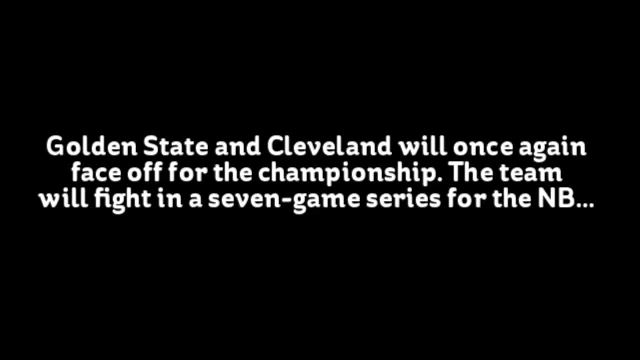 Golden State and Cleveland will once again
face off for the championship. The team
will fight in a seven-game series for the NB...